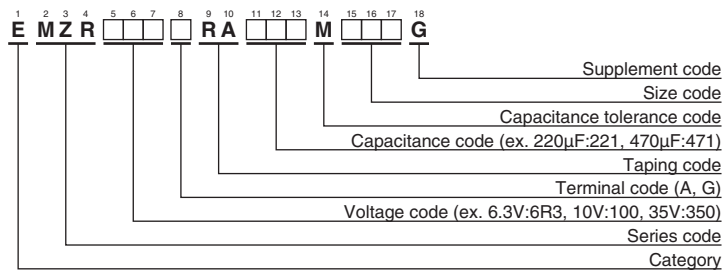 1 2 3 4 5 6 7 8 9 10 11 12 13 14 15 16 17 18
E M Z R □□□ □ R A □□□ M □□□ G
Supplement code
Size code
Capacitance tolerance code
Capacitance code (ex. 220µF:221, 470µF:471)
Taping code
Terminal code (A, G)
Voltage code (ex. 6.3V:6R3, 10V:100, 35V:350)
Series code
Category